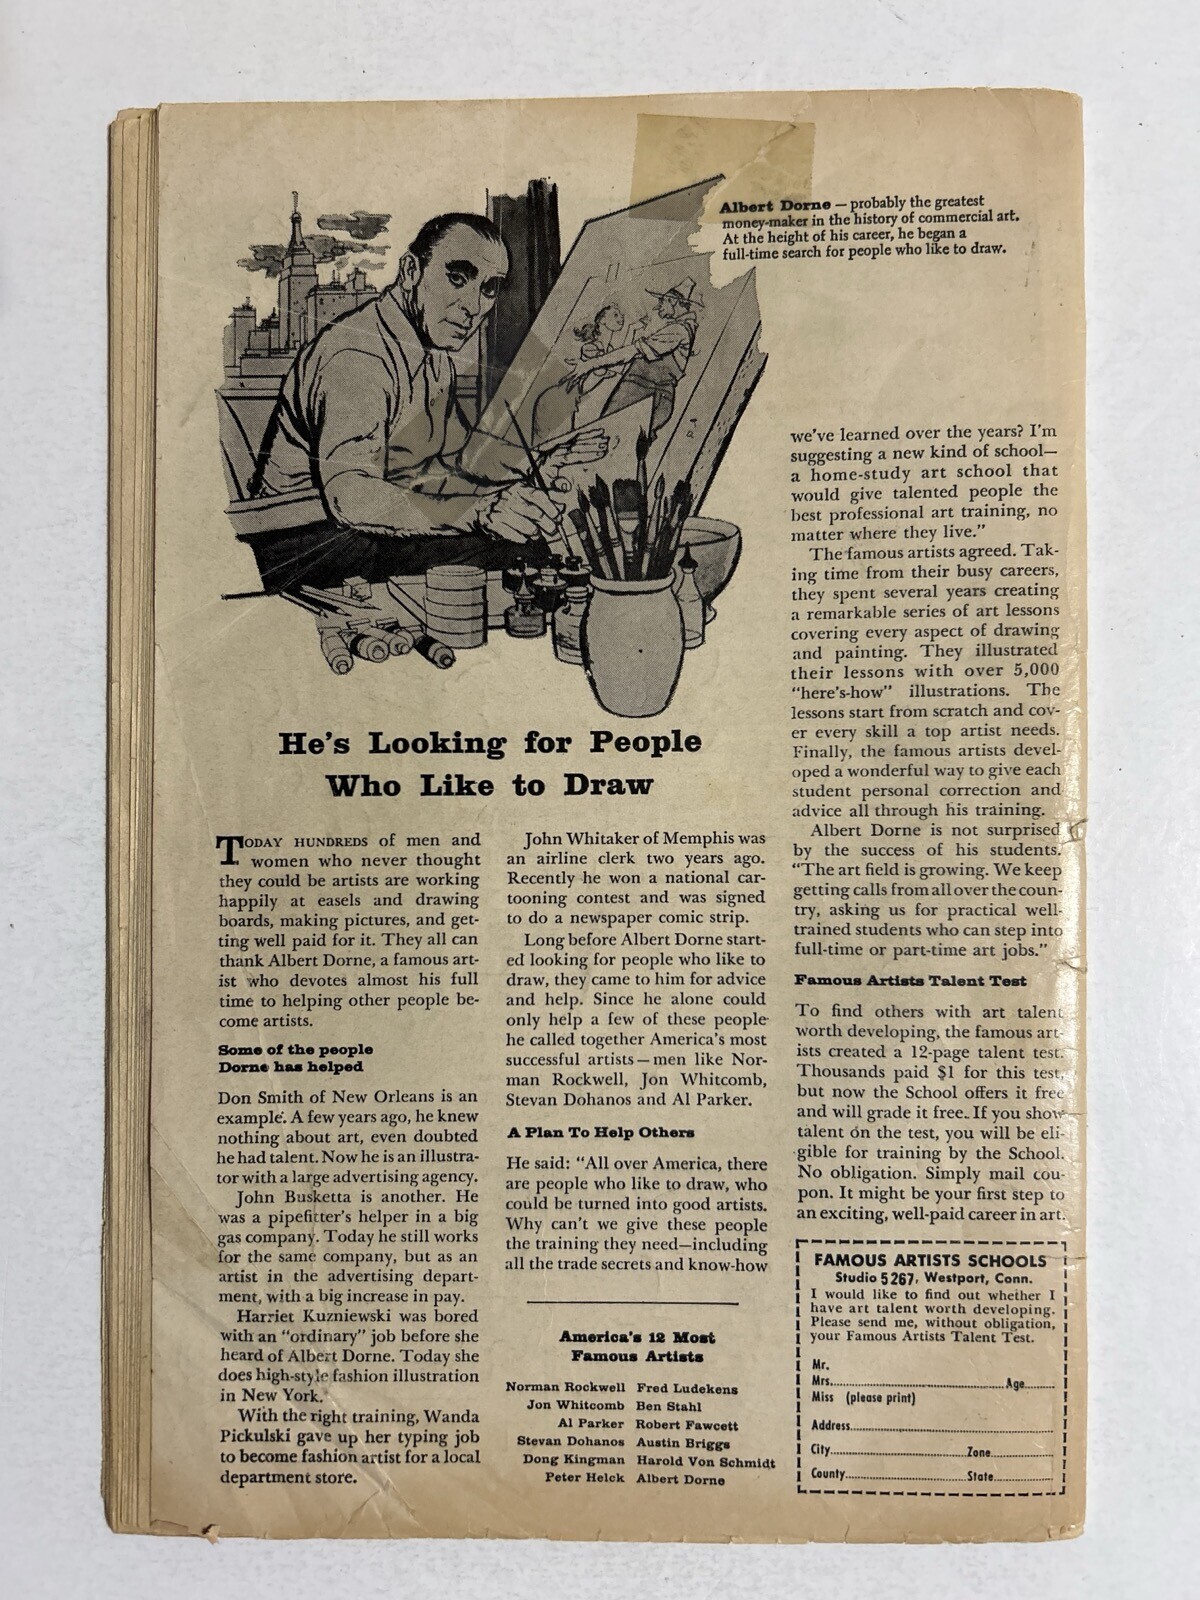 Albert Dorne — probably the greatest
money-maker in the history of commercial art.
At the height of his career, he began a
full-time search for people who like to draw.
He's Looking for People
Who Like to Draw
TODAY HUNDREDS of men and
women who never thought
they could be artists are working
happily at easels and drawing
boards, making pictures, and get-
ting well paid for it. They all can
thank Albert Dorne, a famous art-
ist who devotes almost his full
time to helping other people be-
come artists.
Some of the people
Dorne has helped
Don Smith of New Orleans is an
example. A few years ago, he knew
nothing about art, even doubted
he had talent. Now he is an illustra-
tor with a large advertising agency.
John Busketta is another. He
was a pipefitter's helper in a big
gas company. Today he still works
for the same company, but as an
artist in the advertising depart-
ment, with a big increase in pay.
Harriet Kuzniewski was bored
with an "ordinary" job before she
heard of Albert Dorne. Today she
does high-style fashion illustration
in New York.
With the right training, Wanda
Pickulski gave up her typing job
to become fashion artist for a local
department store.
John Whitaker of Memphis was
an airline clerk two years ago.
Recently he won a national car-
tooning contest and was signed
to do a newspaper comic strip.
Long before Albert Dorne start-
ed looking for people who like to
draw, they came to him for advice
and help. Since he alone could
only help a few of these people
he called together America's most
successful artists—men like Nor-
man Rockwell, Jon Whitcomb,
Stevan Dohanos and Al Parker.
A Plan To Help Others
He said: "All over America, there
are people who like to draw, who
could be turned into good artists.
Why can't we give these people
the training they need—including
all the trade secrets and know-how
America's 12 Most
Famous Artists
Norman Rockwell Fred Ludekens
Jon Whitcomb Ben Stahl
Al Parker Robert Fawcett
Stevan Dohanos Austin Briggs
Dong Kingman Harold Von Schmidt
Peter Helck Albert Dorne
we've learned over the years? I'm
suggesting a new kind of school—
a home-study art school that
would give talented people the
best professional art training, no
matter where they live."
The famous artists agreed. Tak-
ing time from their busy careers,
they spent several years creating
a remarkable series of art lessons
covering every aspect of drawing
and painting. They illustrated
their lessons with over 5,000
"here's-how" illustrations. The
lessons start from scratch and cov-
er every skill a top artist needs.
Finally, the famous artists devel-
oped a wonderful way to give each
student personal correction and
advice all through his training.
Albert Dorne is not surprised
by the success of his students.
"The art field is growing. We keep
getting calls from all over the coun-
try, asking us for practical well-
trained students who can step into
full-time or part-time art jobs."
Famous Artists Talent Test
To find others with art talent
worth developing, the famous art-
ists created a 12-page talent test.
Thousands paid $1 for this test,
but now the School offers it free
and will grade it free. If you show
talent on the test, you will be eli-
gible for training by the School.
No obligation. Simply mail cou-
pon. It might be your first step to
an exciting, well-paid career in art.
FAMOUS ARTISTS SCHOOLS
Studio 5267, Westport, Conn.
I would like to find out whether I
have art talent worth developing.
Please send me, without obligation,
your Famous Artists Talent Test.
Mr.
Mrs. Age
Miss (please print)
Address
City Zone
County State